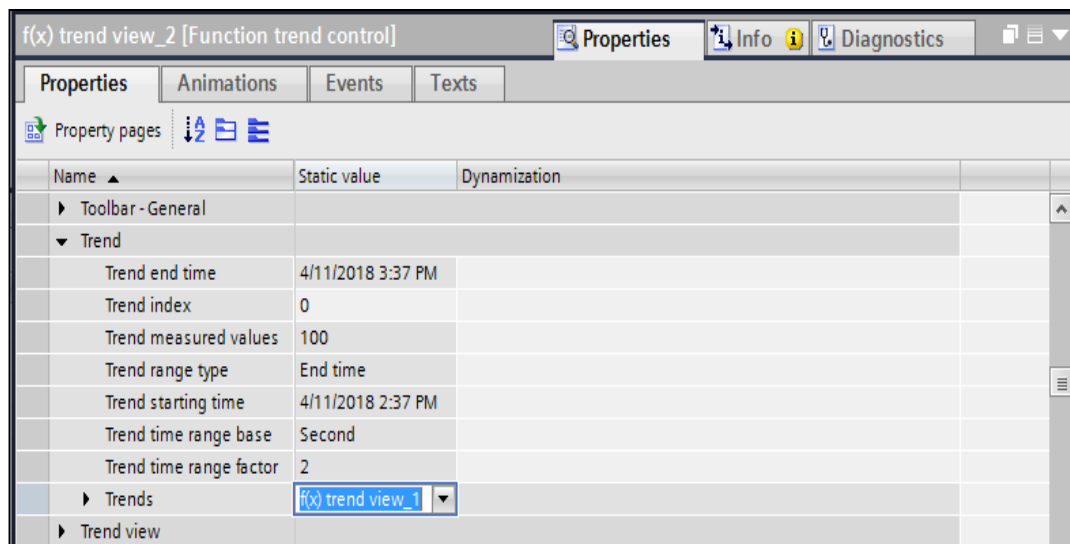 f(x) trend view_2 [Function trend control] Properties Info Diagnostics
Properties Animations Events Texts
Property pages
Name Static value Dynamization
Toolbar - General
Trend
Trend end time 4/11/2018 3:37 PM
Trend index 0
Trend measured values 100
Trend range type End time
Trend starting time 4/11/2018 2:37 PM
Trend time range base Second
Trend time range factor 2
Trends f(x) trend view_1
Trend view